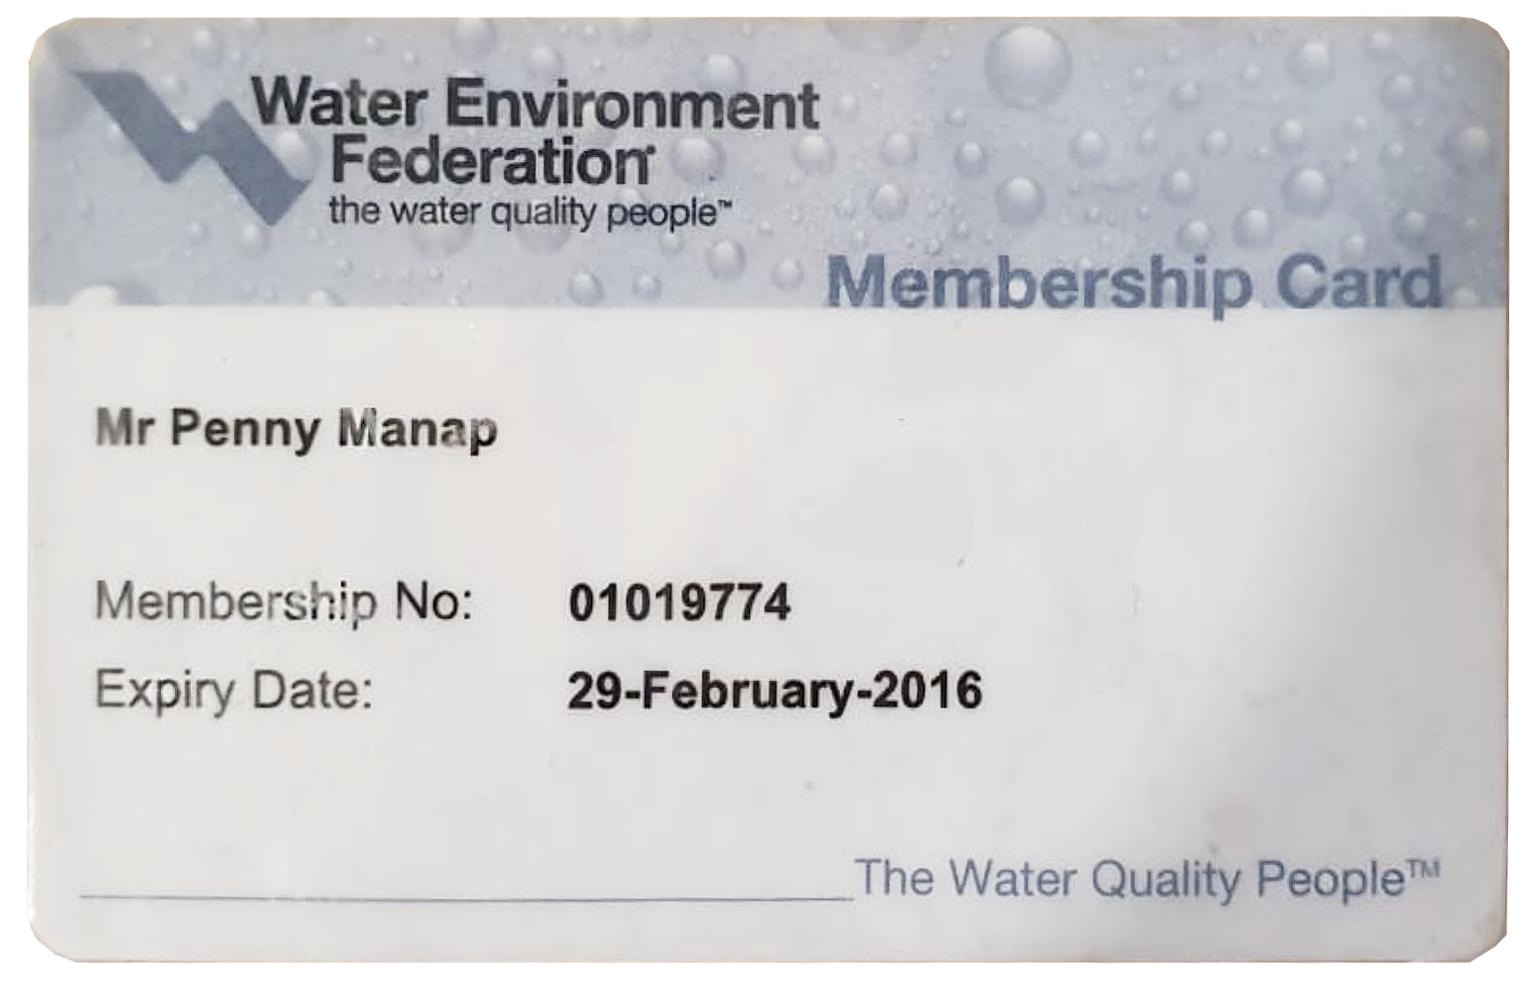 Water Environment
Federation®
the water quality people™
Membership Card
Mr Penny Manap
Membership No: 01019774
Expiry Date: 29-February-2016
The Water Quality People™